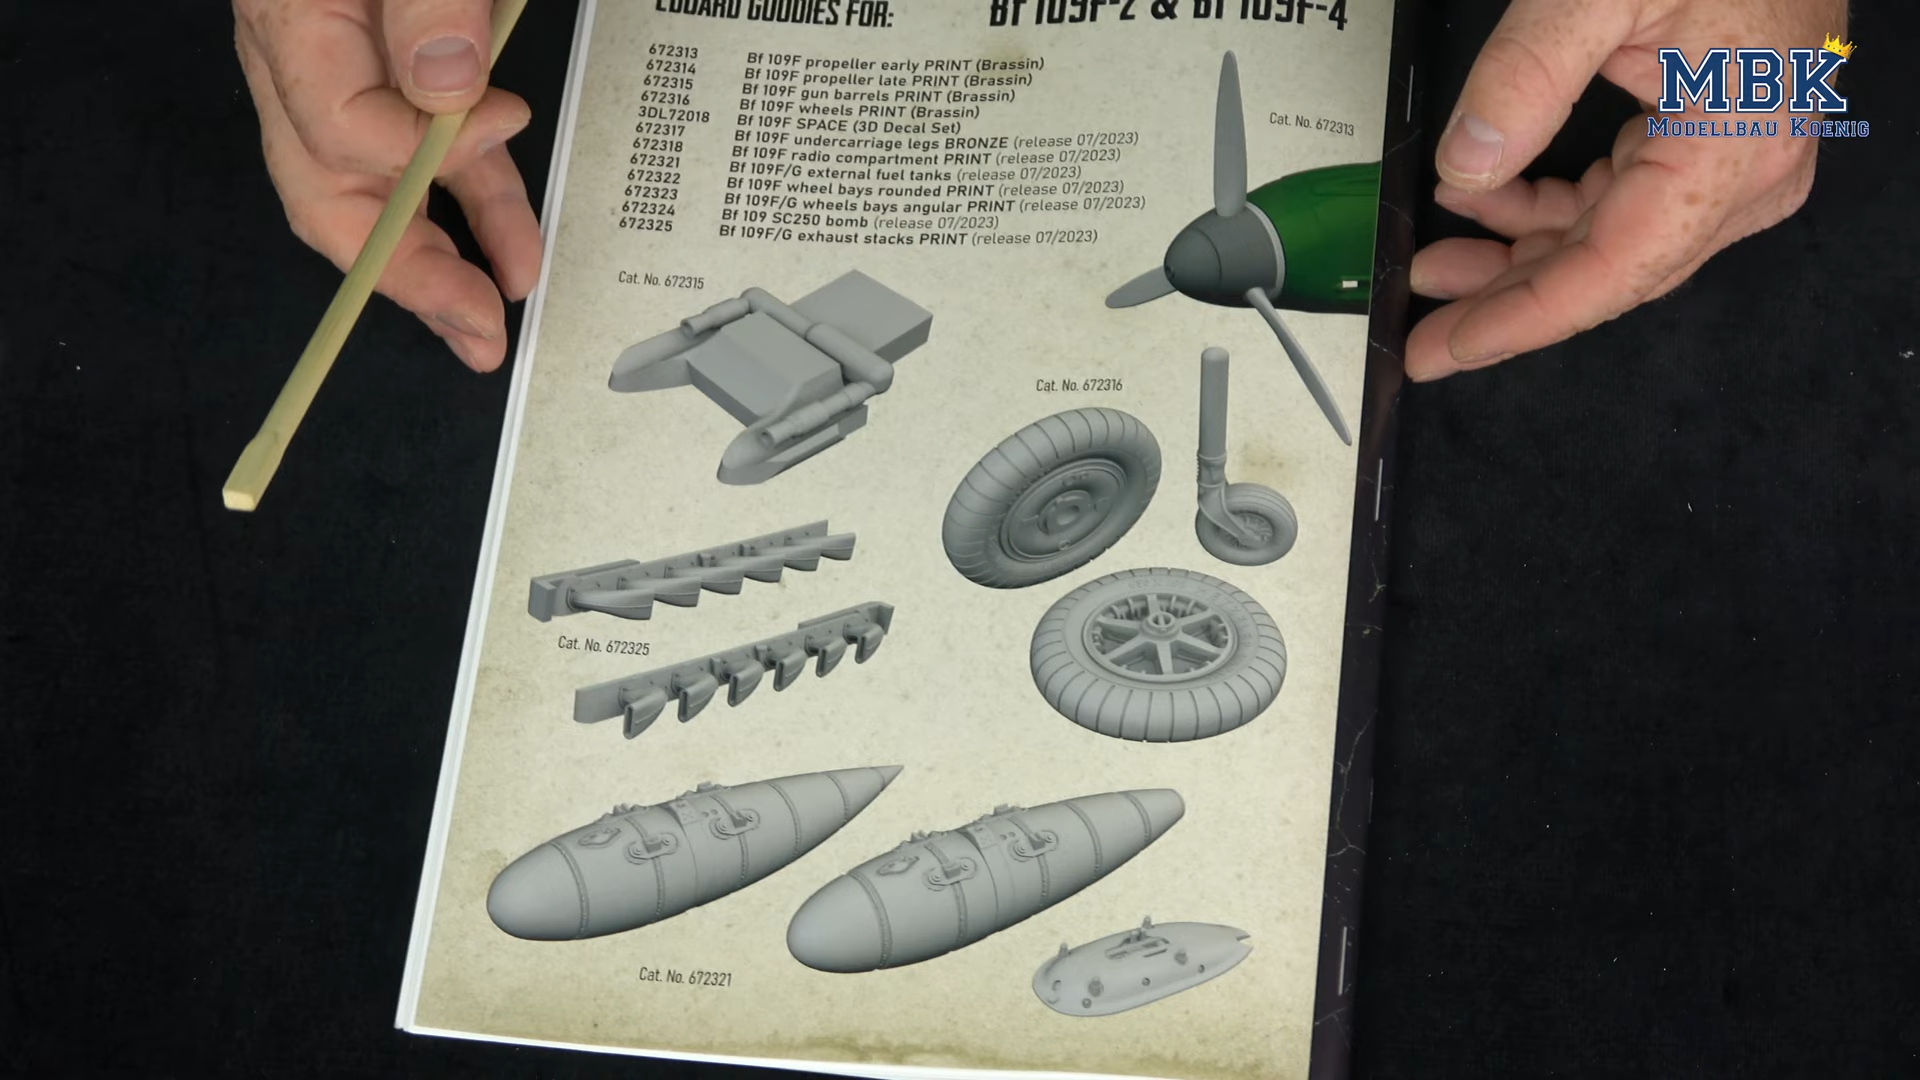 EDUARD GOODIES FOR:
Bf 109F-2 & Bf 109F-4
672313 Bf 109F propeller early PRINT (Brassin)
672314 Bf 109F propeller late PRINT (Brassin)
672315 Bf 109F gun barrels PRINT (Brassin)
672316 Bf 109F wheels PRINT (Brassin)
3DL72018 Bf 109F SPACE (3D Decal Set)
672317 Bf 109F undercarriage legs BRONZE (release 07/2023)
672318 Bf 109F radio compartment PRINT (release 07/2023)
672321 Bf 109F/G external fuel tanks (release 07/2023)
672322 Bf 109F wheel bays rounded PRINT (release 07/2023)
672323 Bf 109F/G wheels bays angular PRINT (release 07/2023)
672324 Bf 109 SC250 bomb (release 07/2023)
672325 Bf 109F/G exhaust stacks PRINT (release 07/2023)
Cat. No. 672313
Cat. No. 672315
Cat. No. 672316
Cat. No. 672325
Cat. No. 672321
MBK
MODELLBAU KOENIG